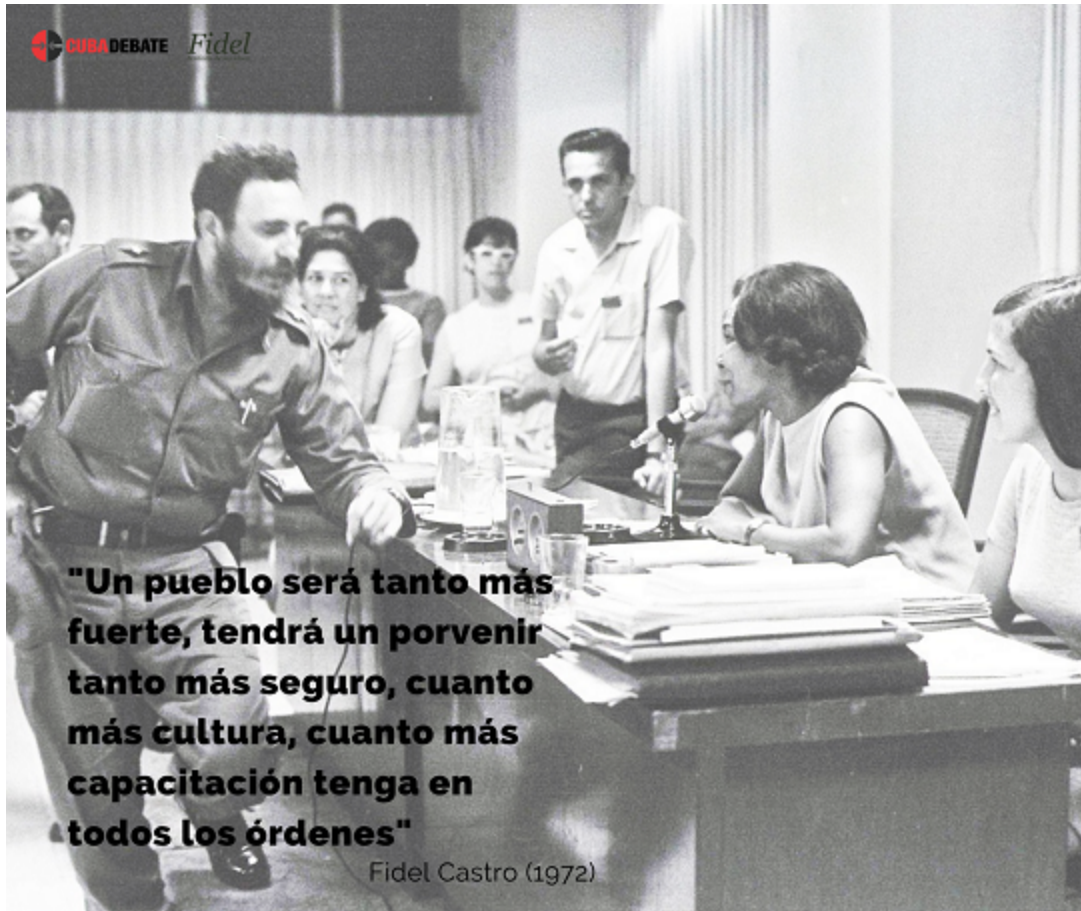 CUBADEBATE Fidel
"Un pueblo será tanto más
fuerte, tendrá un porvenir
tanto más seguro, cuanto
más cultura, cuanto más
capacitación tenga en
todos los órdenes"
Fidel Castro (1972)